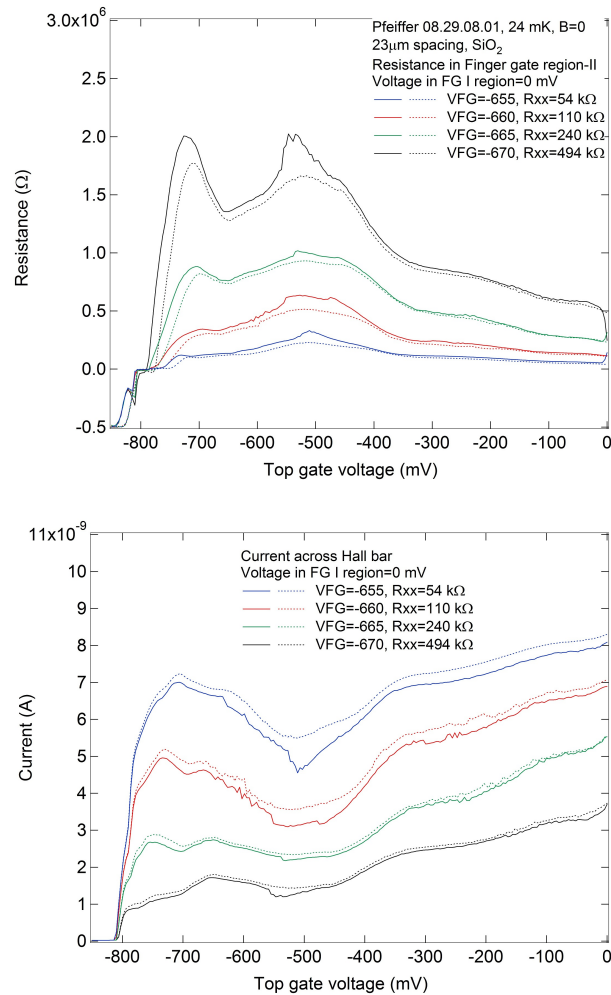 3.0x10⁶
2.5
2.0
1.5
1.0
0.5
0.0
-0.5
Resistance (Ω)
Pfeiffer 08.29.08.01, 24 mK, B=0
23μm spacing, SiO₂
Resistance in Finger gate region-II
Voltage in FG I region=0 mV
VFG=-655, Rxx=54 kΩ
VFG=-660, Rxx=110 kΩ
VFG=-665, Rxx=240 kΩ
VFG=-670, Rxx=494 kΩ
-800 -700 -600 -500 -400 -300 -200 -100 0
Top gate voltage (mV)
11x10⁻⁹
10
9
8
7
6
5
4
3
2
1
0
Current (A)
Current across Hall bar
Voltage in FG I region=0 mV
VFG=-655, Rxx=54 kΩ
VFG=-660, Rxx=110 kΩ
VFG=-665, Rxx=240 kΩ
VFG=-670, Rxx=494 kΩ
-800 -700 -600 -500 -400 -300 -200 -100 0
Top gate voltage (mV)